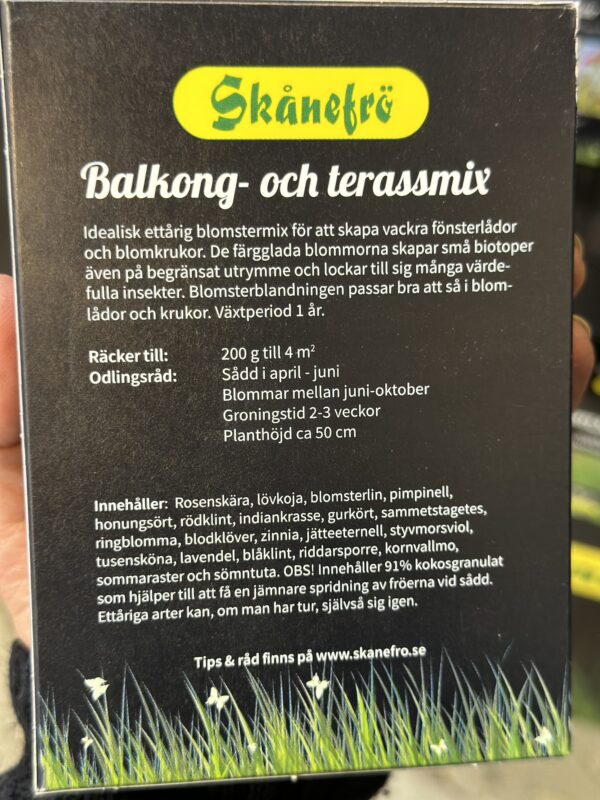 Skånefrö
Balkong- och terassmix
Idealisk ettårig blomstermix för att skapa vackra fönsterlådor
och blomkrukor. De färgglada blommorna skapar små biotoper
även på begränsat utrymme och lockar till sig många värde-
fulla insekter. Blomsterblandningen passar bra att så i blom-
lådor och krukor. Växtperiod 1 år.
Räcker till: 200 g till 4 m²
Odlingsråd: Sådd i april - juni
Blommar mellan juni-oktober
Groningstid 2-3 veckor
Planthöjd ca 50 cm
Innehåller: Rosenskära, lövkoja, blomsterlin, pimpinell,
honungsört, rödklint, indiankrasse, gurkört, sammetstagetes,
ringblomma, blodklöver, zinnia, jätteeternell, styvmorsviol,
tusensköna, lavendel, blåklint, riddarsporre, kornvallmo,
sommaraster och sömntuta. OBS! Innehåller 91% kokosgranulat
som hjälper till att få en jämnare spridning av fröerna vid sådd.
Ettåriga arter kan, om man har tur, självså sig igen.
Tips & råd finns på www.skanefro.se